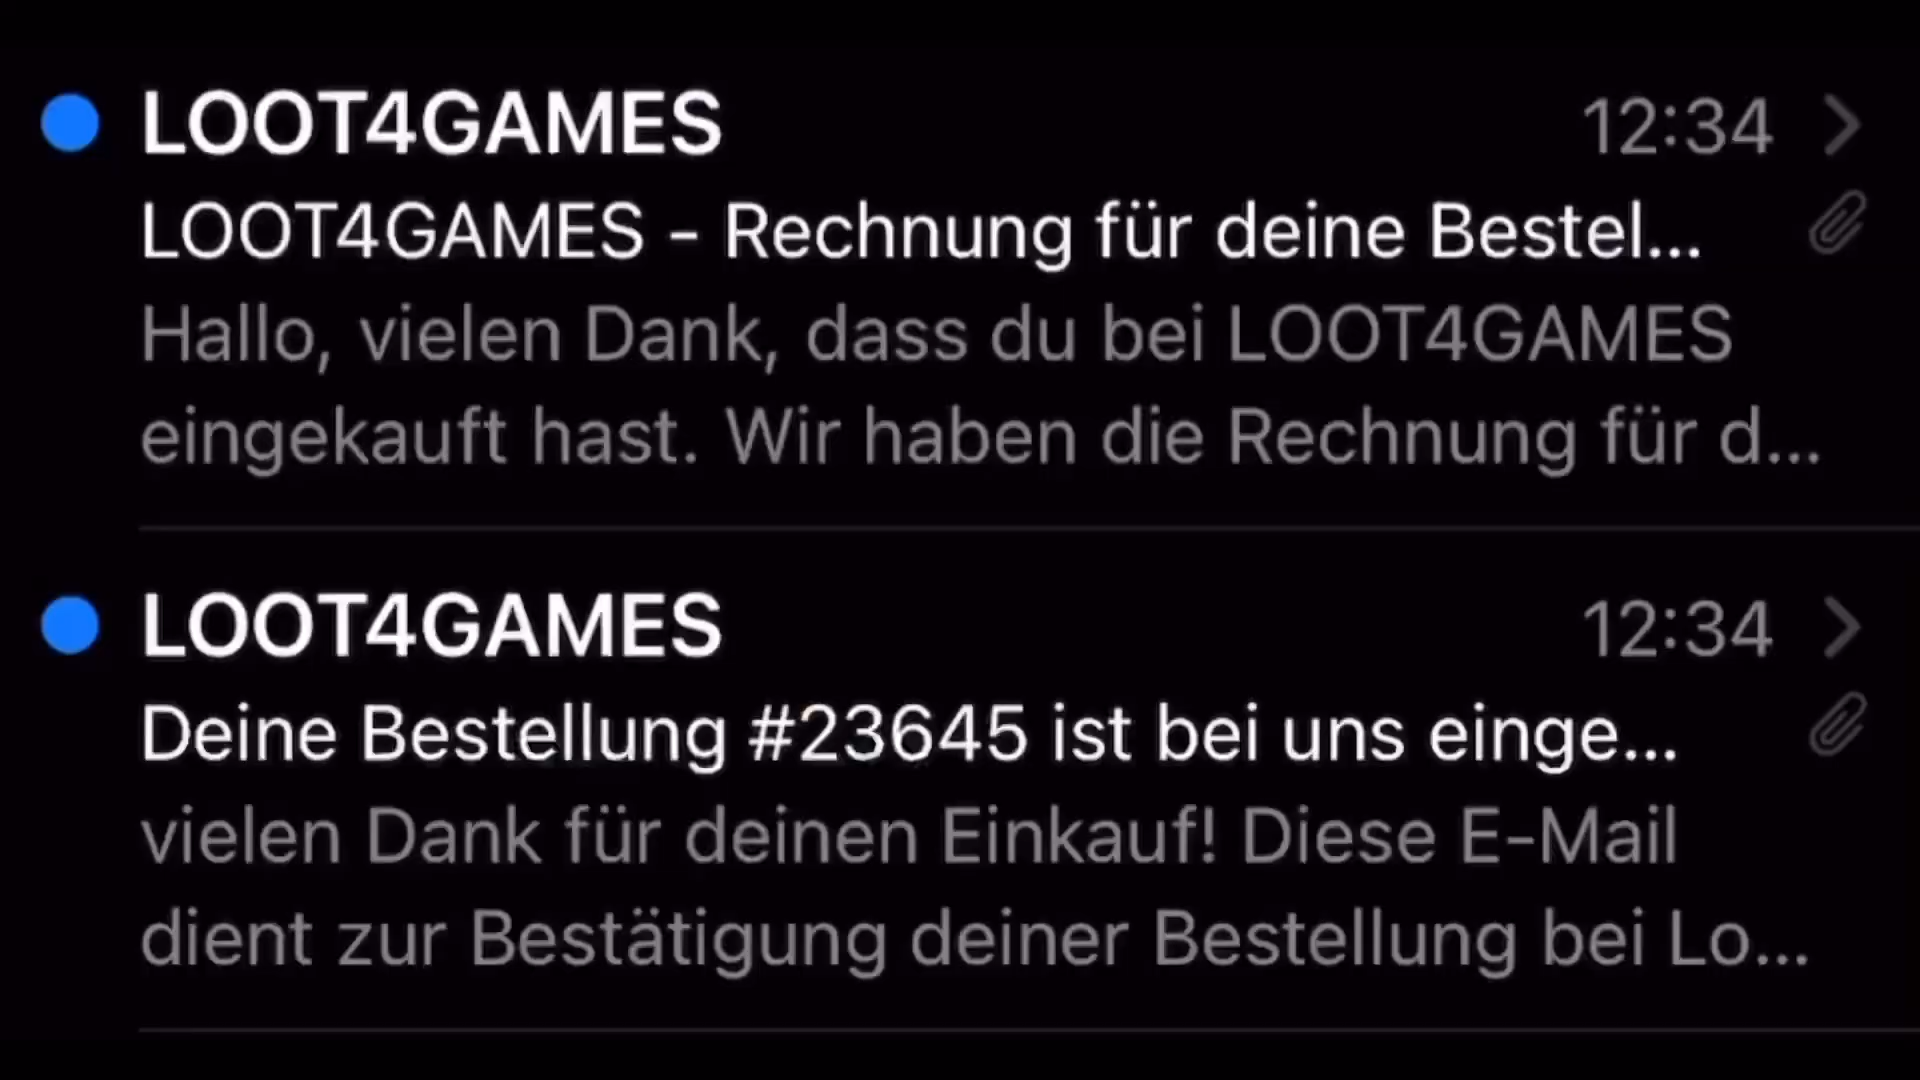 LOOT4GAMES 12:34
LOOT4GAMES - Rechnung für deine Bestel...
Hallo, vielen Dank, dass du bei LOOT4GAMES
eingekauft hast. Wir haben die Rechnung für d...
LOOT4GAMES 12:34
Deine Bestellung #23645 ist bei uns einge...
vielen Dank für deinen Einkauf! Diese E-Mail
dient zur Bestätigung deiner Bestellung bei Lo...